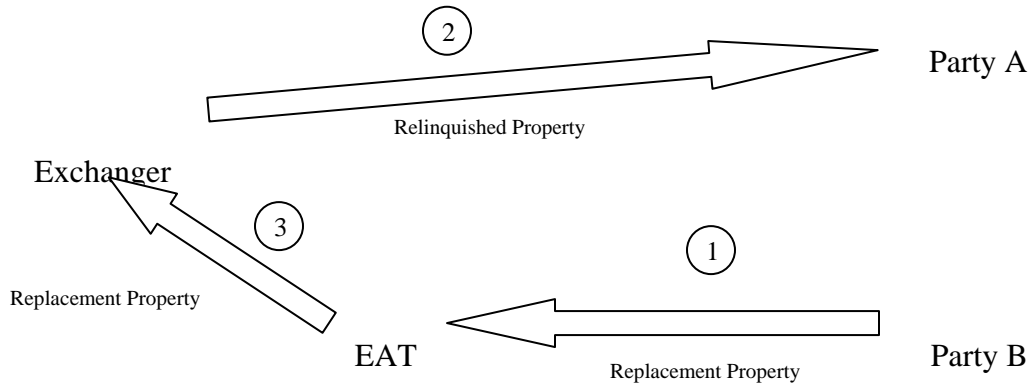 2
Party A
Relinquished Property
Exchanger
3
1
Replacement Property
EAT
Party B
Replacement Property